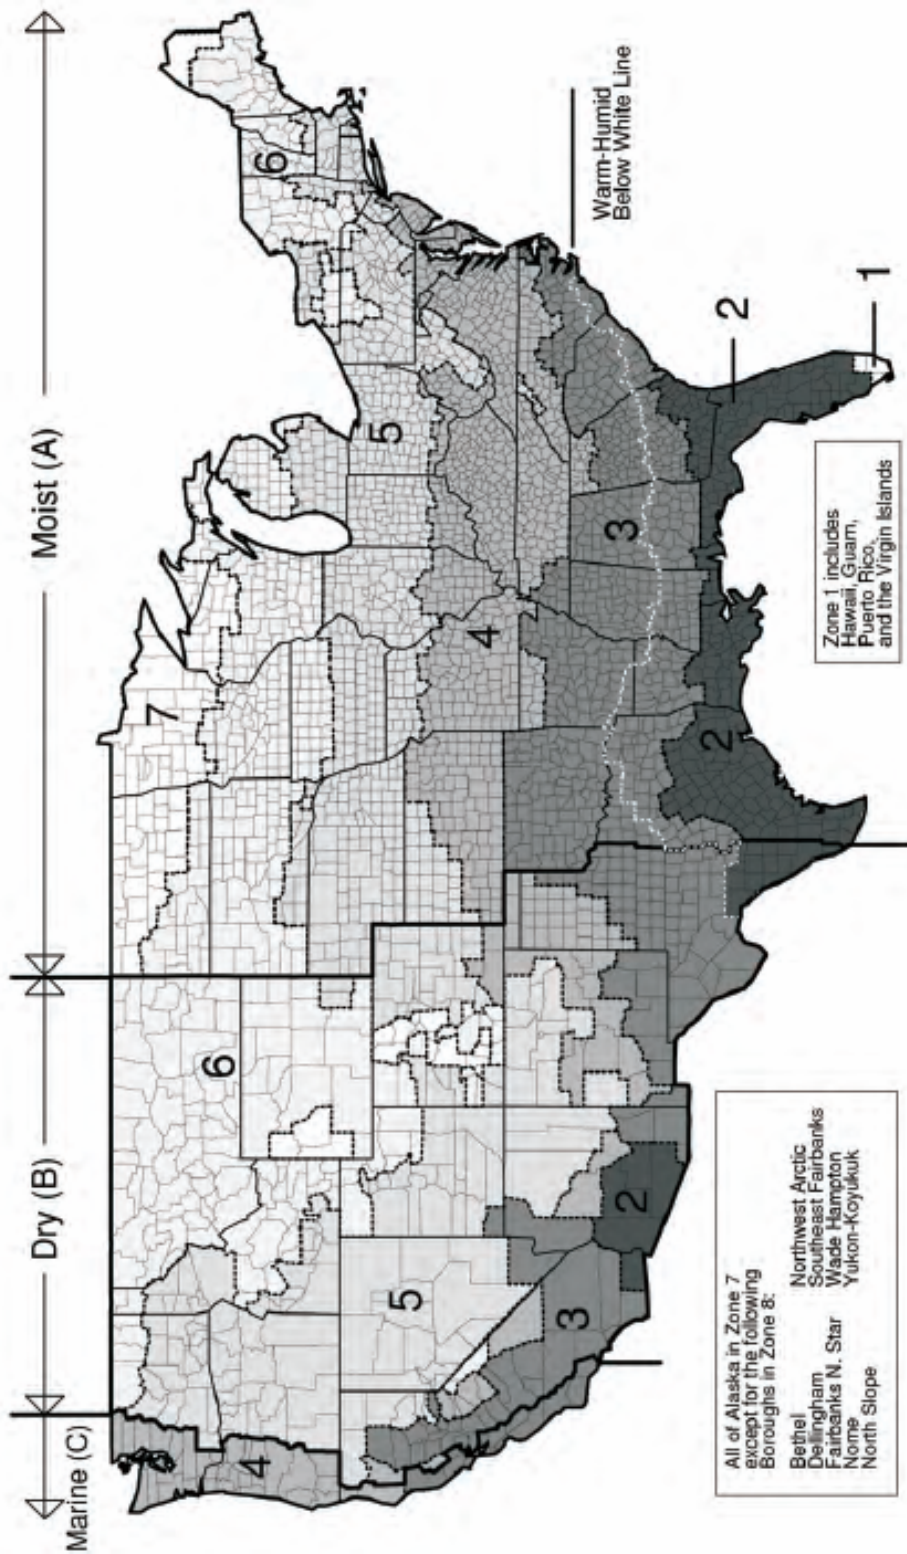 Marine (C)
Dry (B)
Moist (A)
7
6
6
5
5
4
4
3
3
2
2
2
1
Warm-Humid
Below White Line
All of Alaska in Zone 7
except for the following
Boroughs in Zone 8:
Bethel
Dellingham
Fairbanks N. Star
Nome
North Slope
Northwest Arctic
Southeast Fairbanks
Wade Hampton
Yukon-Koyukuk
Zone 1 includes
Hawaii, Guam,
Puerto Rico,
and the Virgin Islands